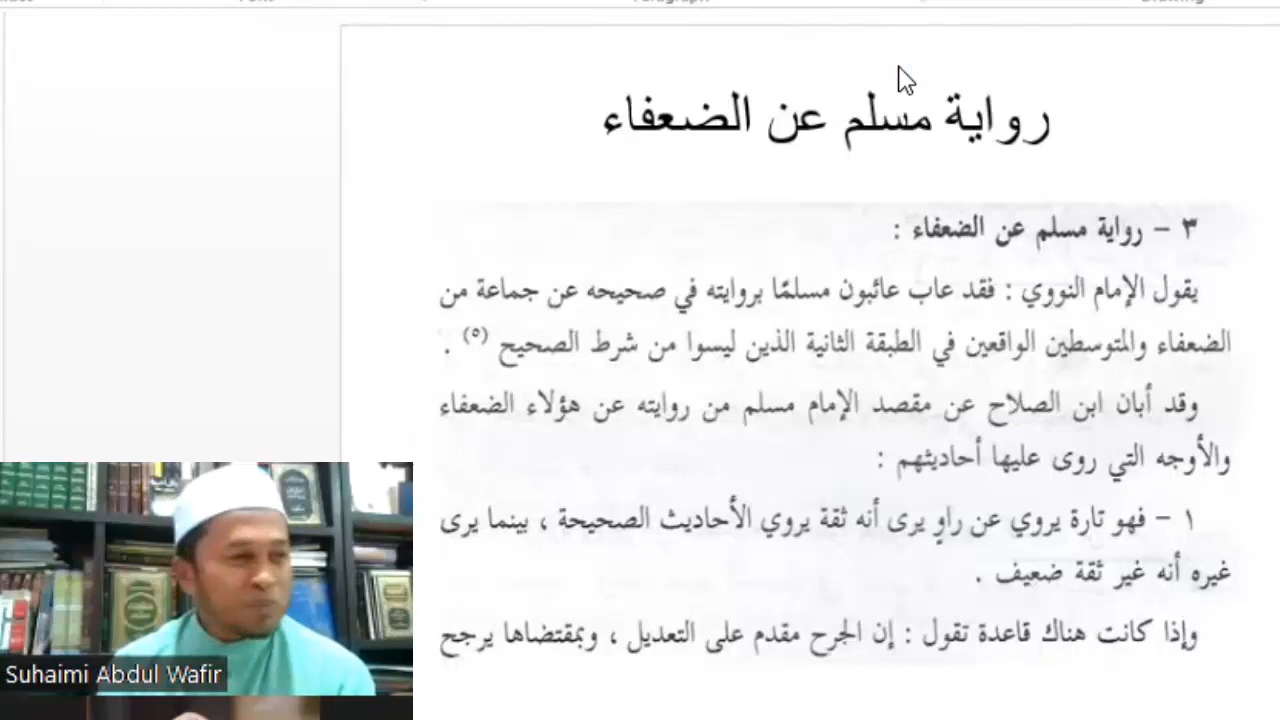 رواية مسلم عن الضعفاء
٣ – رواية مسلم عن الضعفاء :
يقول الإمام النووي : فقد عاب عائبون مسلمًا بروايته في صحيحه عن جماعة من
الضعفاء والمتوسطين الواقعين في الطبقة الثانية الذين ليسوا من شرط الصحيح (٥) .
وقد أبان ابن الصلاح عن مقصد الإمام مسلم من روايته عن هؤلاء الضعفاء
والأوجه التي روى عليها أحاديثهم :
١ – فهو تارة يروي عن راوٍ يرى أنه ثقة يروي الأحاديث الصحيحة ، بينما يرى
غيره أنه غير ثقة ضعيف .
وإذا كانت هناك قاعدة تقول : إن الجرح مقدم على التعديل ، وبمقتضاها يرجح
Suhaimi Abdul Wafir